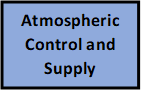 Atmospheric
Control and
Supply